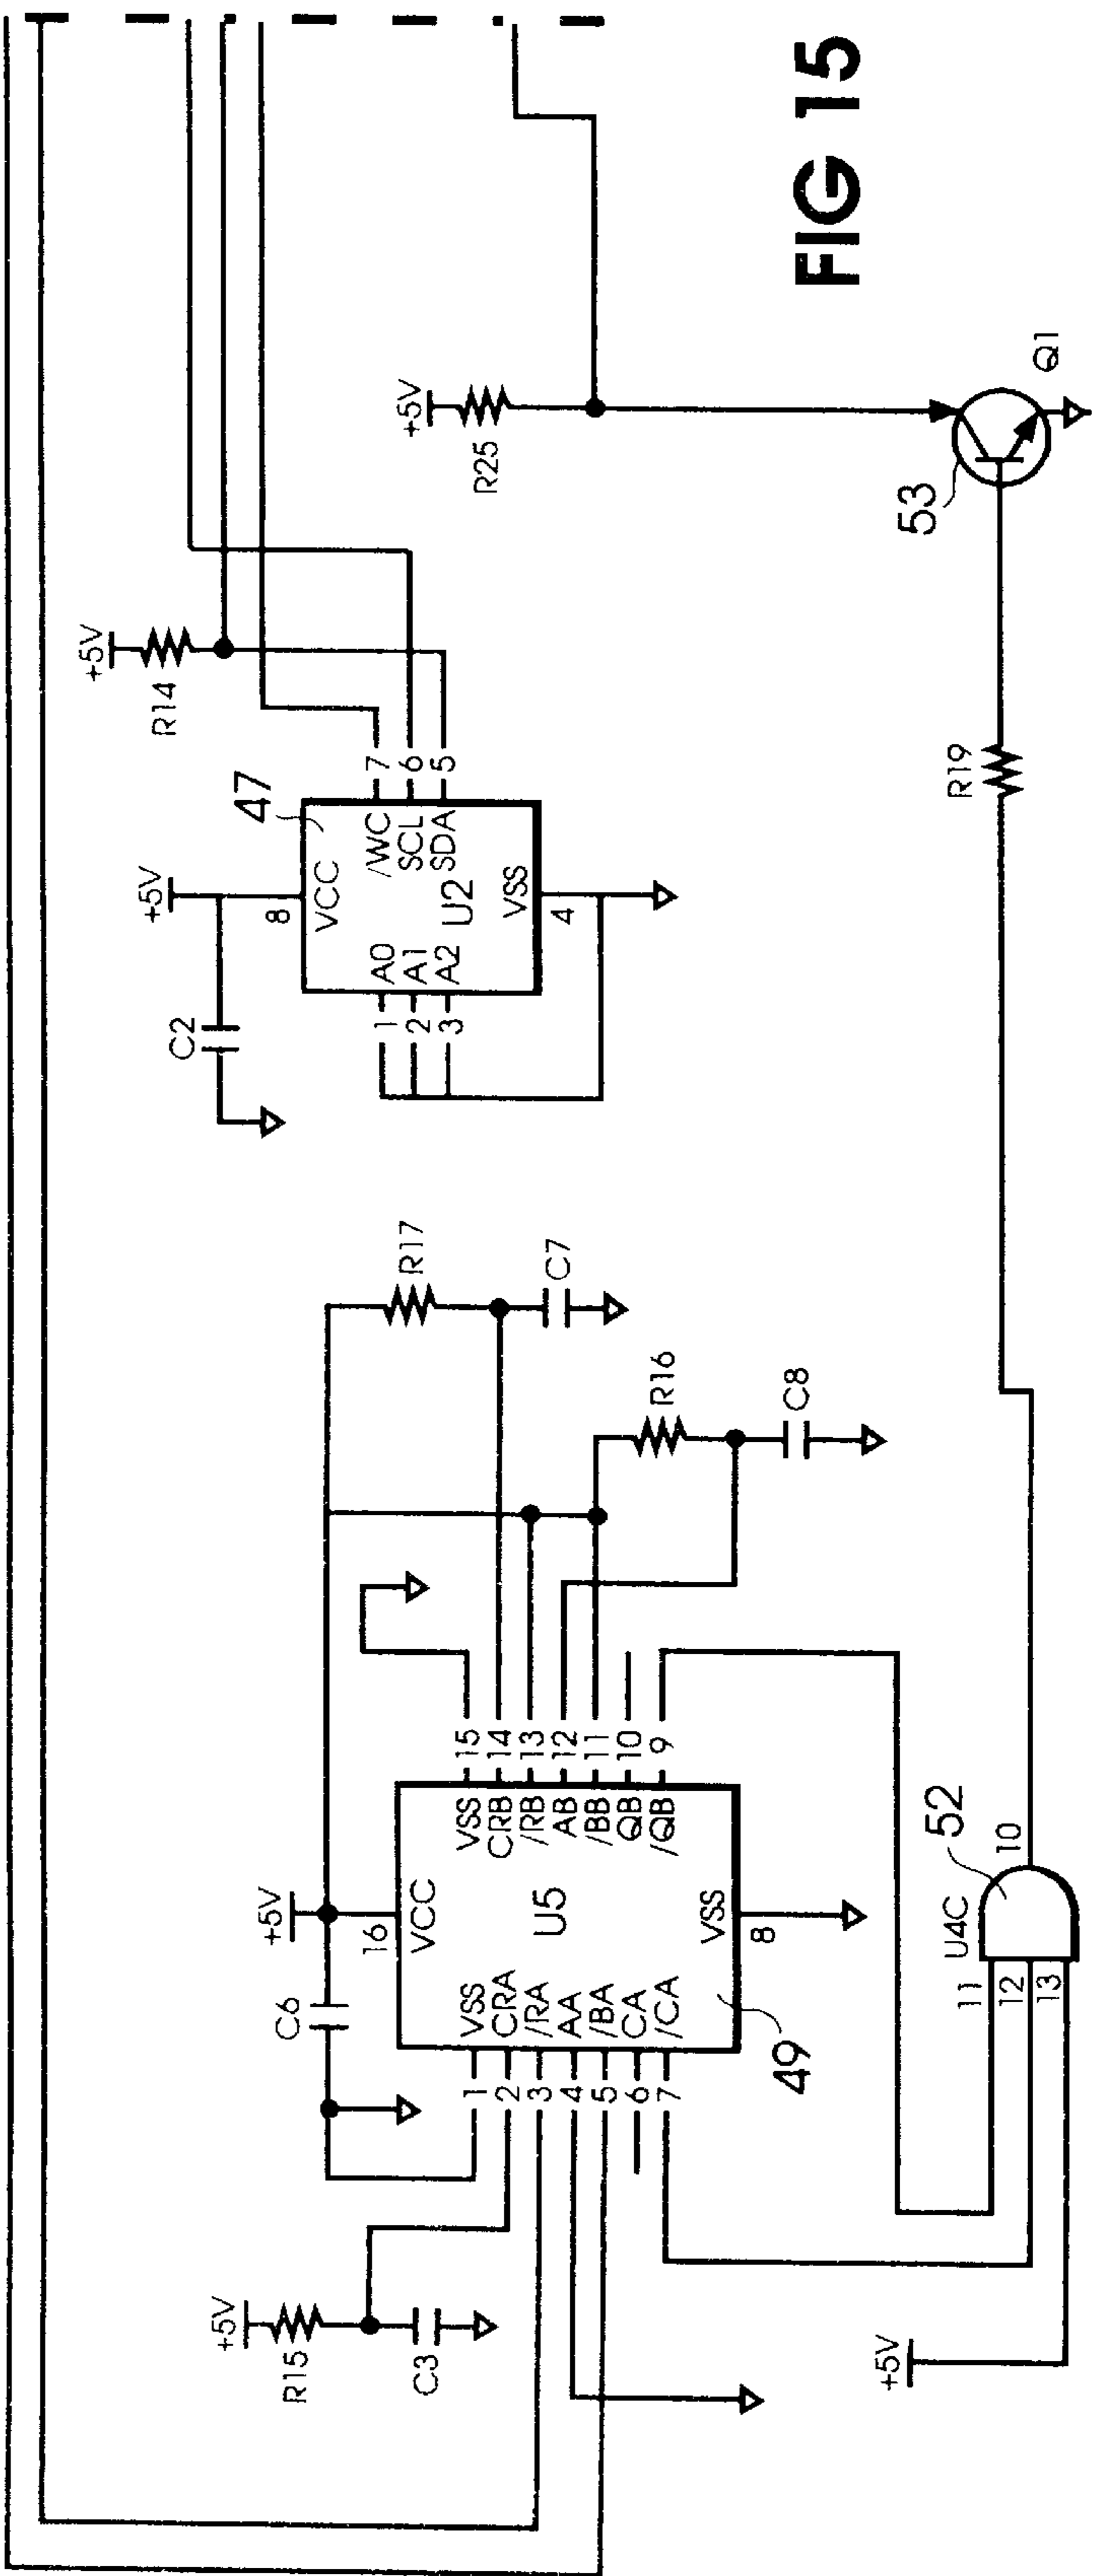 FIG 15
+5V
R15
C3
C6
+5V
16
VCC
1 VSS
2 CRA
3 /RA
4 AA
5 /BA
6 CA
7 /CA
U5
VSS
8
49
VSS 15
CRB 14
/RB 13
AB 12
/BB 11
QB 10
/QB 9
R17
C7
R16
C8
C2
+5V
8
VCC
47
1 A0
2 A1
3 A2
/WC 7
SCL 6
SDA 5
U2
VSS
4
+5V
R14
+5V
R25
+5V
U4C
52
11
12
13
10
R19
53
Q1